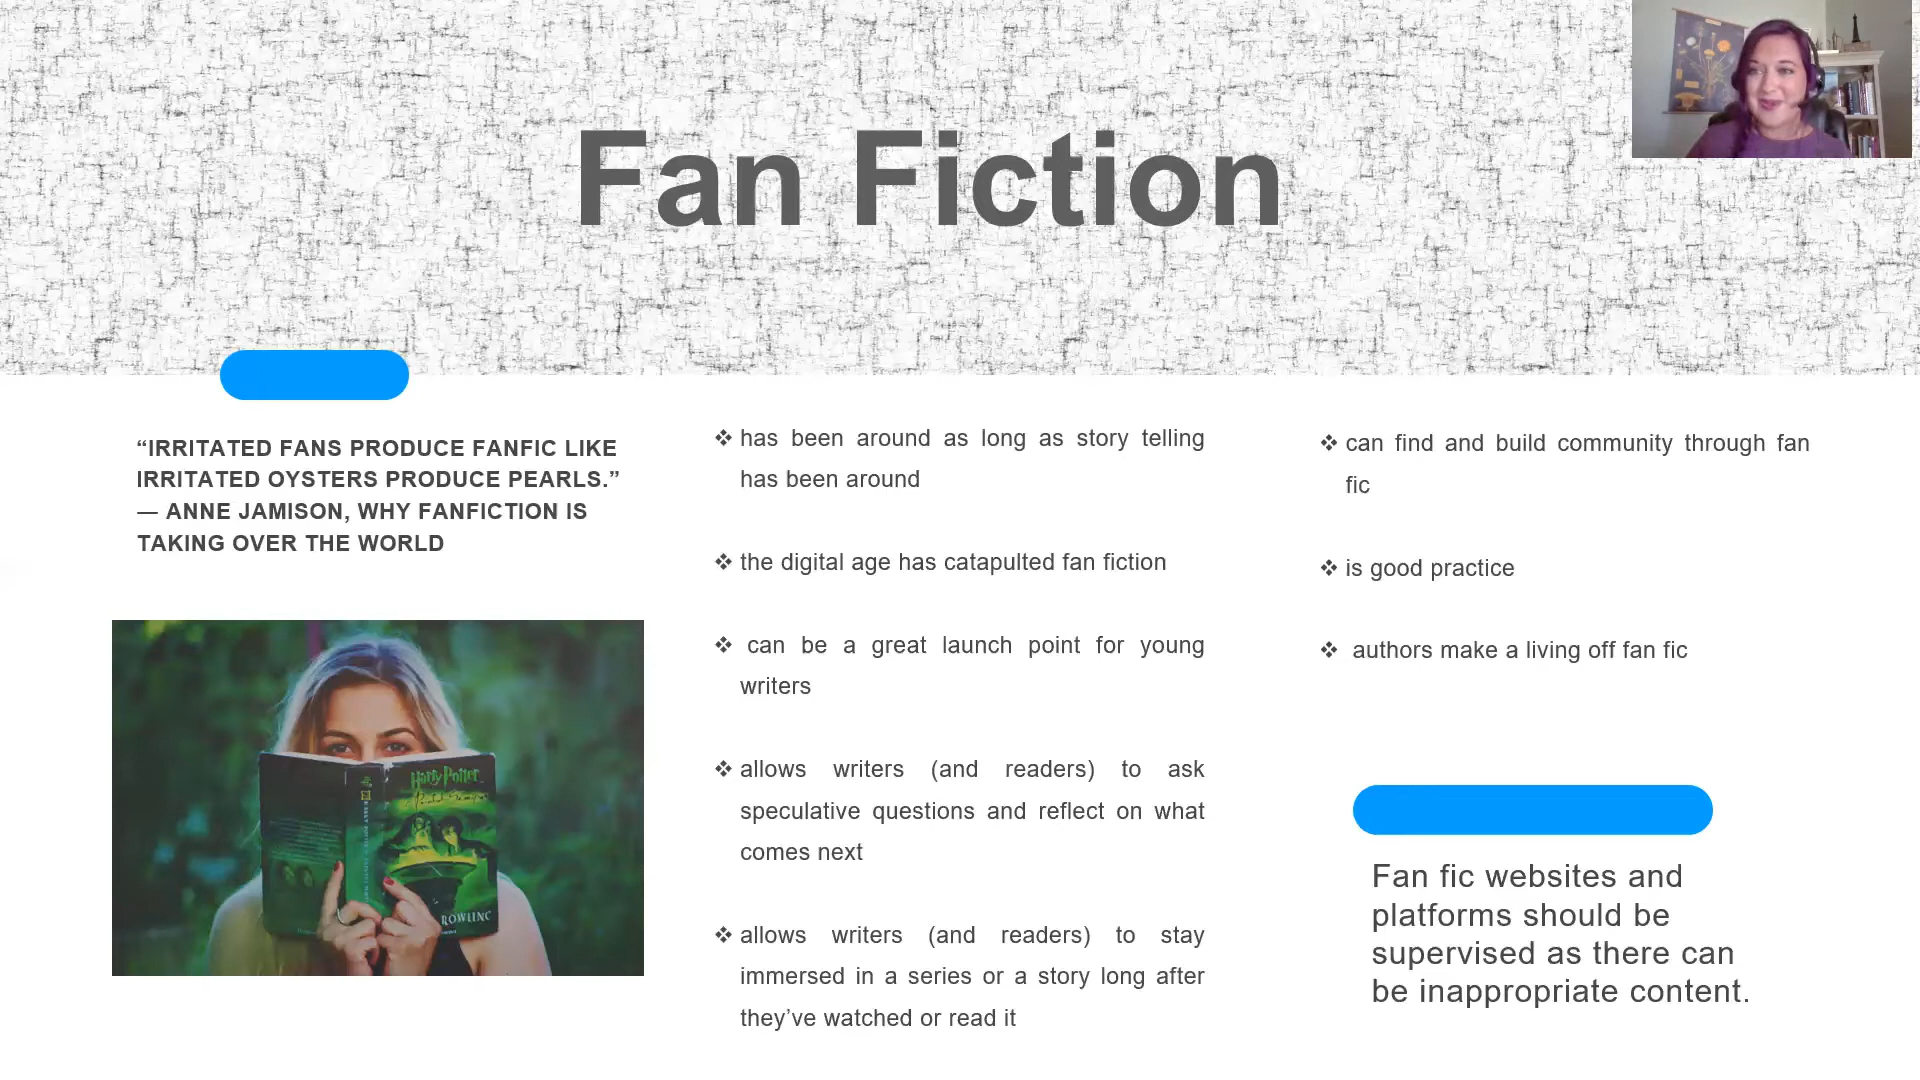 Fan Fiction
“IRRITATED FANS PRODUCE FANFIC LIKE
IRRITATED OYSTERS PRODUCE PEARLS.”
— ANNE JAMISON, WHY FANFICTION IS
TAKING OVER THE WORLD
Harry Potter
ROWLING
❖ has been around as long as story telling
has been around
❖ the digital age has catapulted fan fiction
❖ can be a great launch point for young
writers
❖ allows writers (and readers) to ask
speculative questions and reflect on what
comes next
❖ allows writers (and readers) to stay
immersed in a series or a story long after
they’ve watched or read it
❖ can find and build community through fan
fic
❖ is good practice
❖ authors make a living off fan fic
Fan fic websites and
platforms should be
supervised as there can
be inappropriate content.